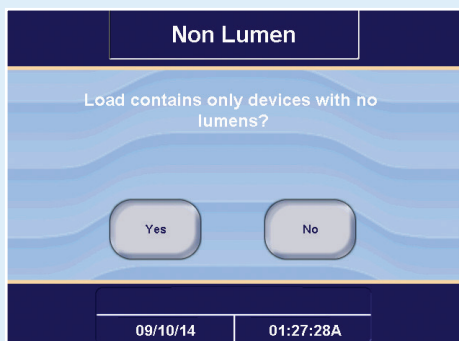 Non Lumen
Load contains only devices with no
lumens?
Yes No
09/10/14 01:27:28A